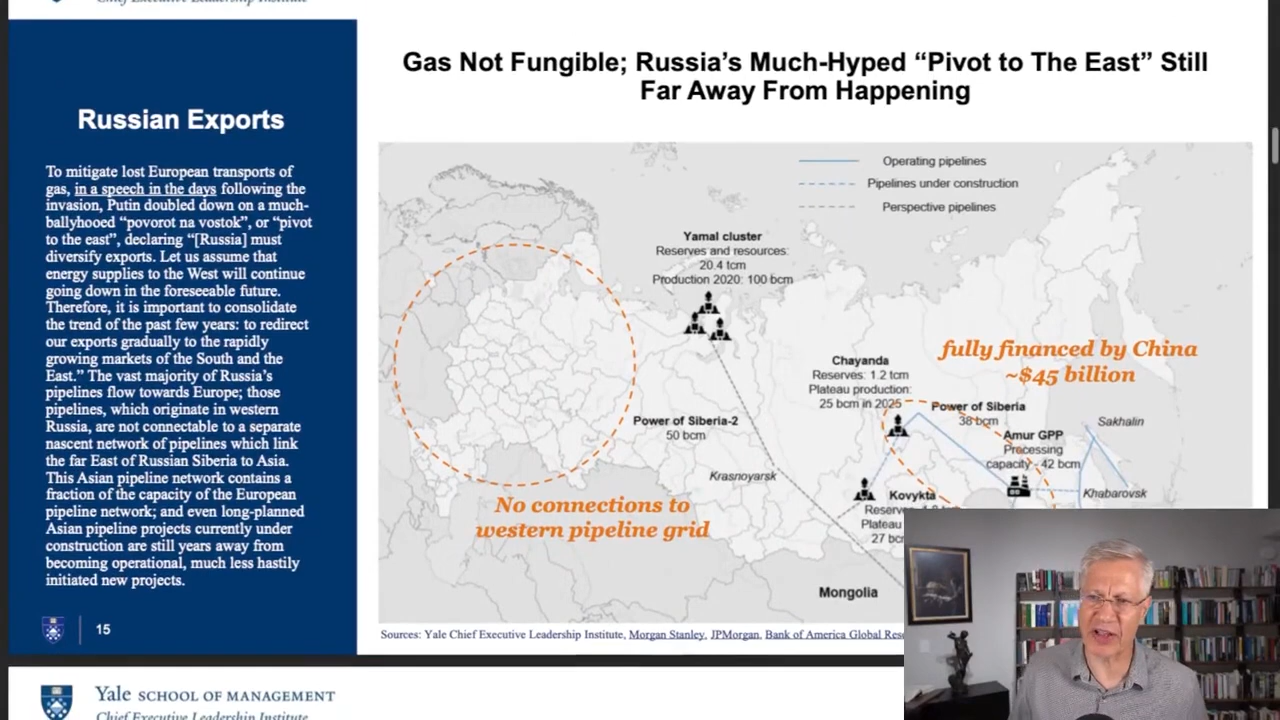 Chief Executive Leadership Institute
Russian Exports
To mitigate lost European transports of
gas, in a speech in the days following the
invasion, Putin doubled down on a much-
ballyhooed “povorot na vostok”, or “pivot
to the east”, declaring “[Russia] must
diversify exports. Let us assume that
energy supplies to the West will continue
going down in the foreseeable future.
Therefore, it is important to consolidate
the trend of the past few years: to redirect
our exports gradually to the rapidly
growing markets of the South and the
East.” The vast majority of Russia’s
pipelines flow towards Europe; those
pipelines, which originate in western
Russia, are not connectable to a separate
nascent network of pipelines which link
the far East of Russian Siberia to Asia.
This Asian pipeline network contains a
fraction of the capacity of the European
pipeline network; and even long-planned
Asian pipeline projects currently under
construction are still years away from
becoming operational, much less hastily
initiated new projects.
15
Gas Not Fungible; Russia’s Much-Hyped “Pivot to The East” Still
Far Away From Happening
Operating pipelines
Pipelines under construction
Perspective pipelines
Yamal cluster
Reserves and resources:
20.4 tcm
Production 2020: 100 bcm
fully financed by China
~$45 billion
Chayanda
Reserves: 1.2 tcm
Plateau production:
25 bcm in 2025
Power of Siberia
38 bcm
Power of Siberia-2
50 bcm
Sakhalin
Amur GPP
Processing
capacity - 42 bcm
Krasnoyarsk
Khabarovsk
Kovykta
Plateau
27
No connections to
western pipeline grid
Mongolia
Sources: Yale Chief Executive Leadership Institute, Morgan Stanley, JPMorgan, Bank of America Global
Yale SCHOOL OF MANAGEMENT
Chief Executive Leadership Institute